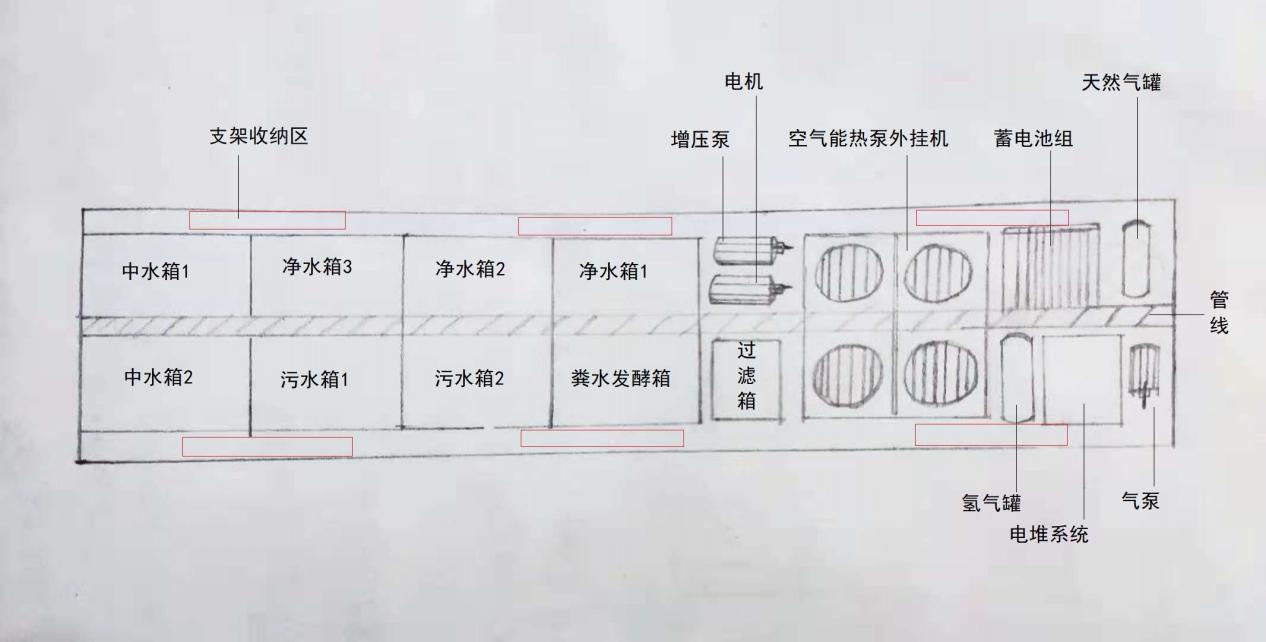 电机
天然气罐
支架收纳区
增压泵
空气能热泵外挂机
蓄电池组
中水箱1
净水箱3
净水箱2
净水箱1
管线
中水箱2
污水箱1
污水箱2
粪水发酵箱
过滤箱
氢气罐
气泵
电堆系统